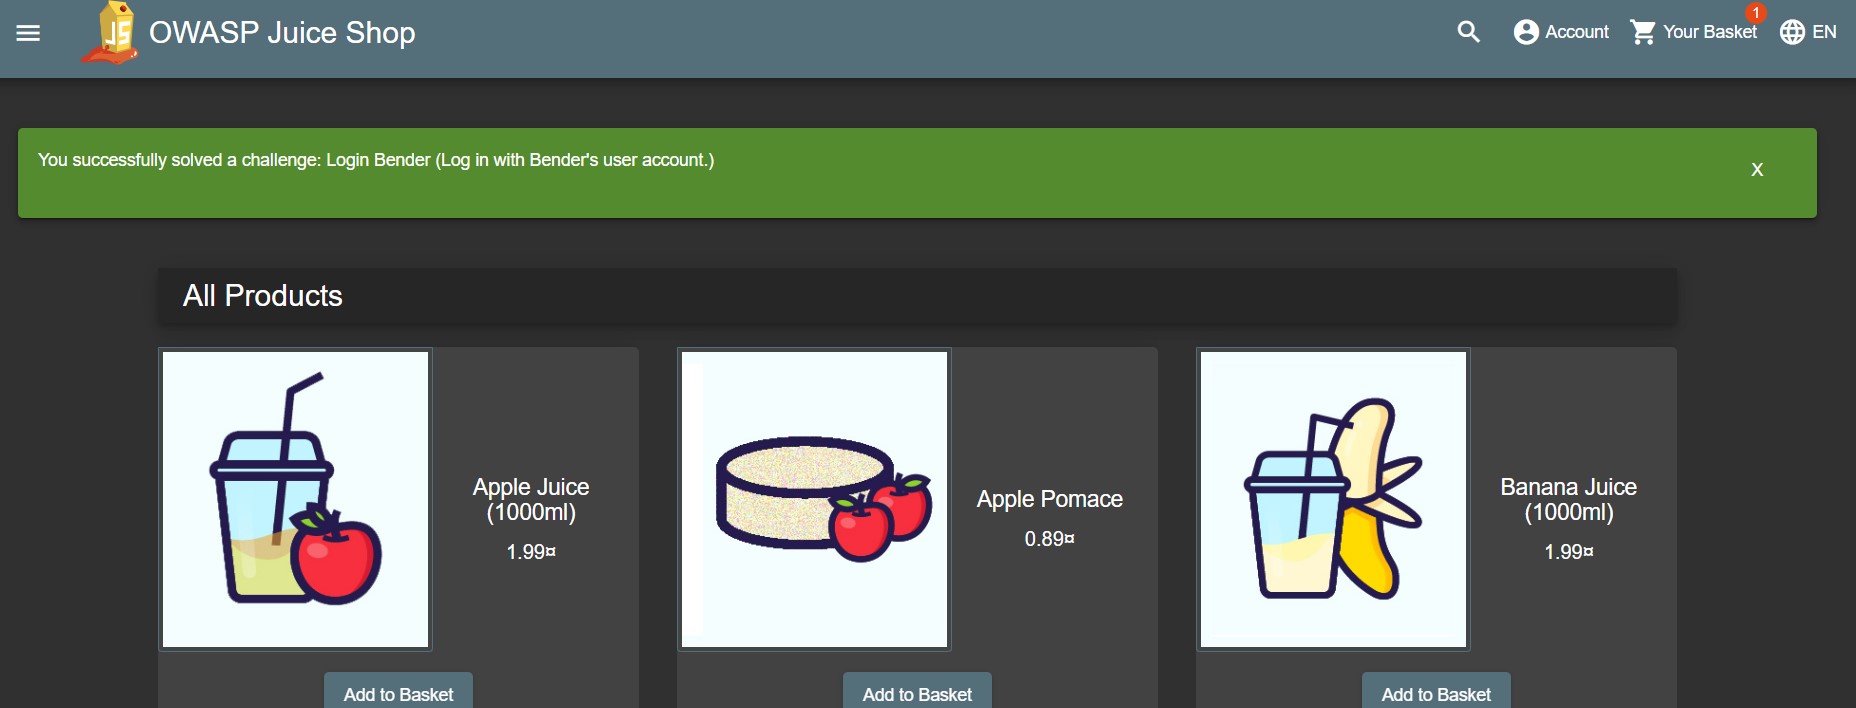 JS
OWASP Juice Shop
Account
1
Your Basket
EN
You successfully solved a challenge: Login Bender (Log in with Bender's user account.)
X
All Products
Apple Juice
(1000ml)
1.99¤
Apple Pomace
0.89¤
Banana Juice
(1000ml)
1.99¤
Add to Basket
Add to Basket
Add to Basket